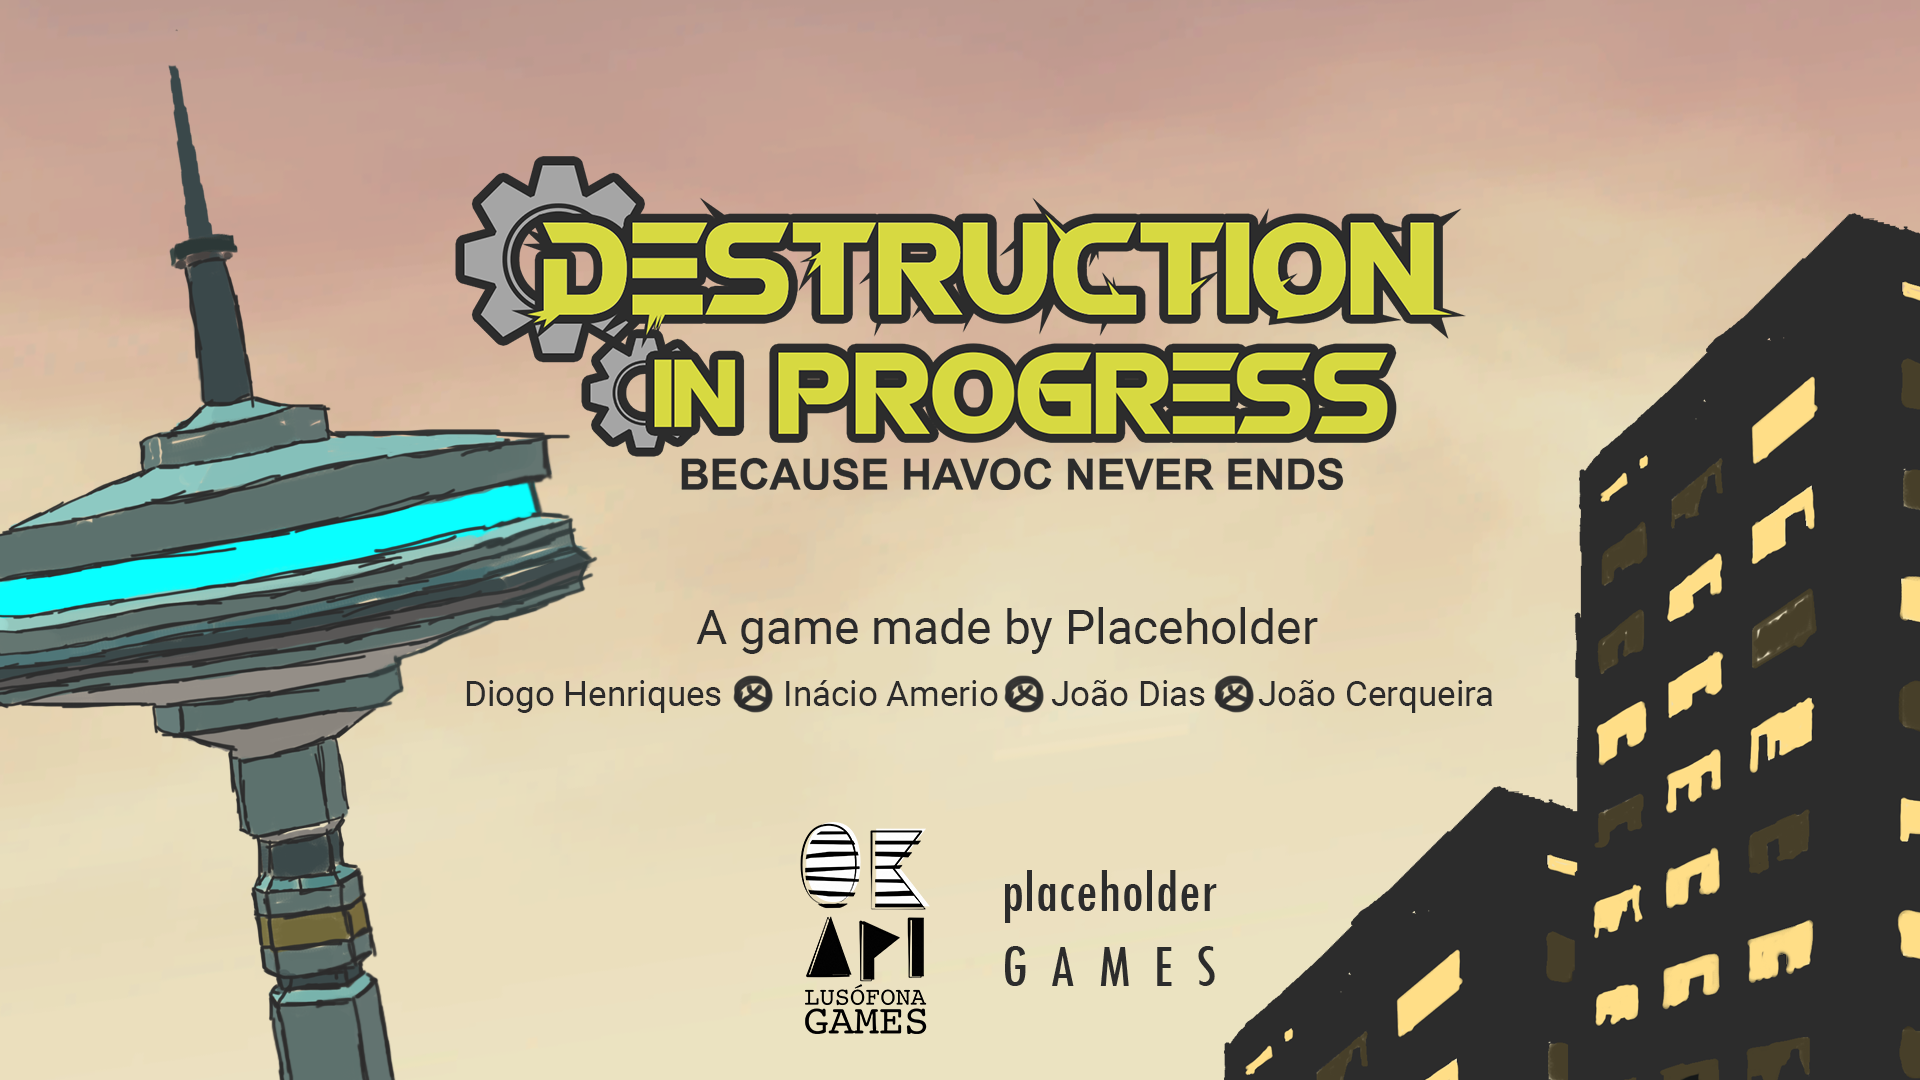 DESTRUCTION
IN PROGRESS
BECAUSE HAVOC NEVER ENDS
A game made by Placeholder
Diogo Henriques Inácio Amerio João Dias João Cerqueira
OK
API
LUSÓFONA
GAMES
placeholder
GAMES